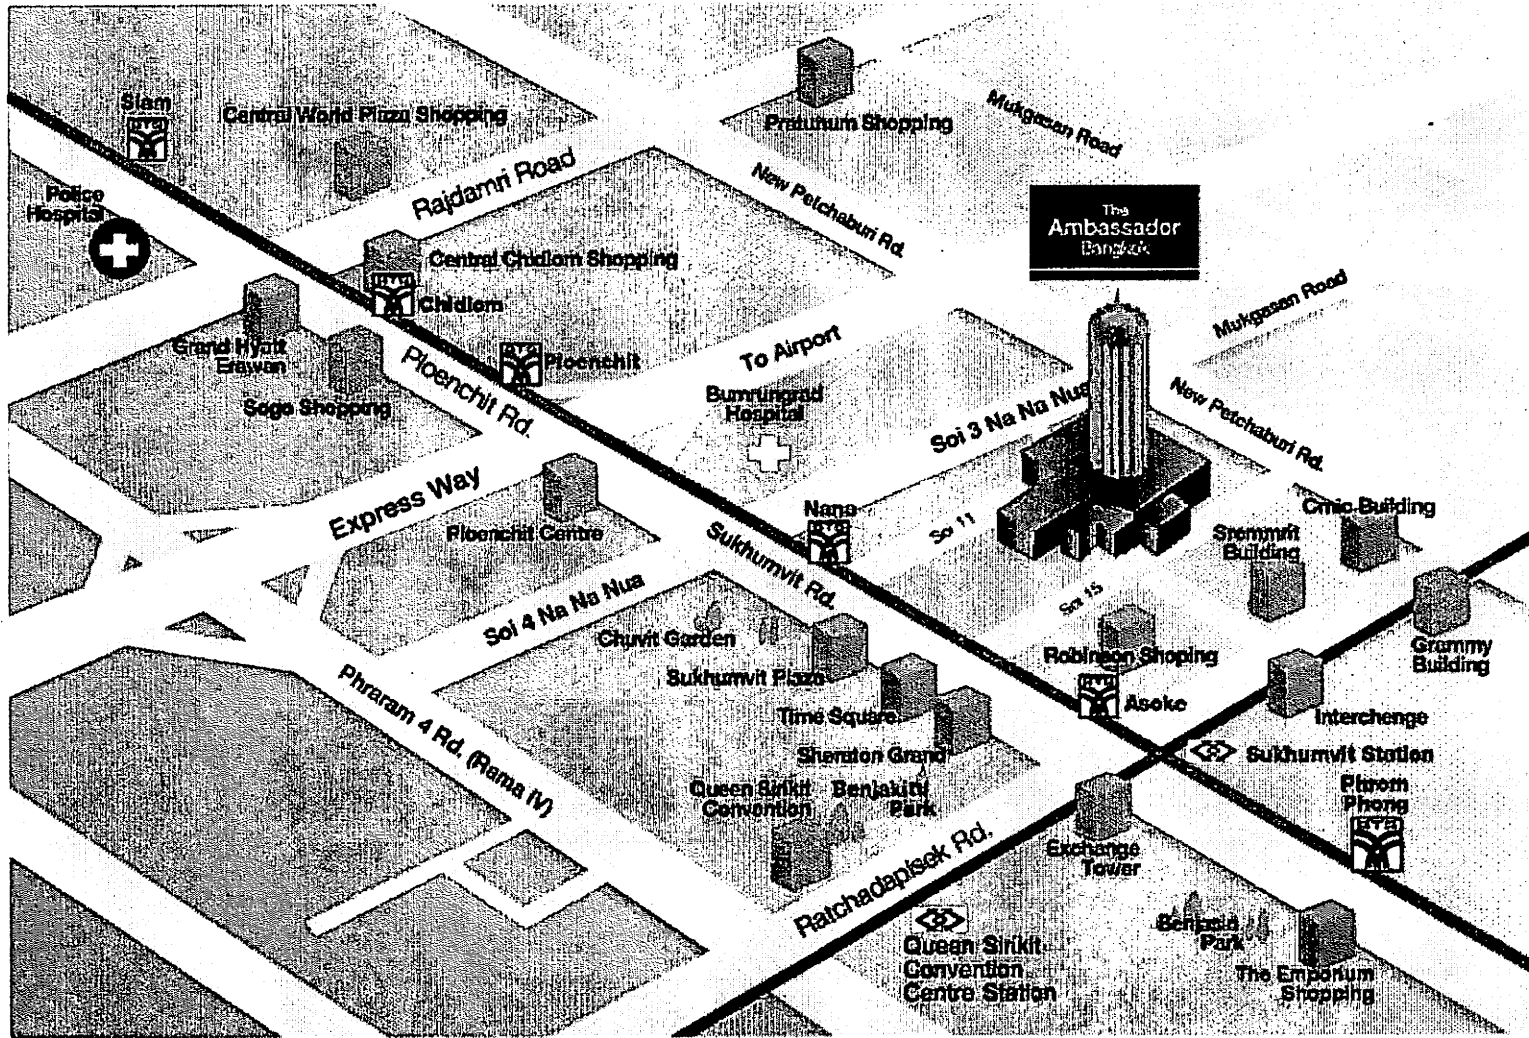 Siam
Central World Plaza Shopping
Pratunum Shopping
Mukgasan Road
Police
Hospital
Rajdamri Road
New Petchaburi Rd.
The
Ambassador
Bangkok
Central Chidlom Shopping
Chidlom
Mukgasan Road
Grand Hyatt
Erawan
Ploenchit
To Airport
Sogo Shopping
Ploenchit Rd.
Bumrungrad
Hospital
Soi 3 Na Na Nua
New Petchaburi Rd.
Express Way
Ploenchit Centre
Nana
Soi 11
Sukhumvit Rd.
Building
Building
Soi 4 Na Na Nua
Soi 15
Chuvit Garden
Robinson Shoping
Grammy
Building
Sukhumvit Plaza
Phraram 4 Rd. (Rama IV)
Time Square
Asoke
Interchenge
Sheraton Grand
Sukhumvit Station
Queen Sirikit
Convention
Benjakiti
Park
Phrom
Phong
Ratchadapisek Rd.
Exchange
Tower
Queen Sirikit
Convention
Centre Station
Park
The Emporium
Shopping